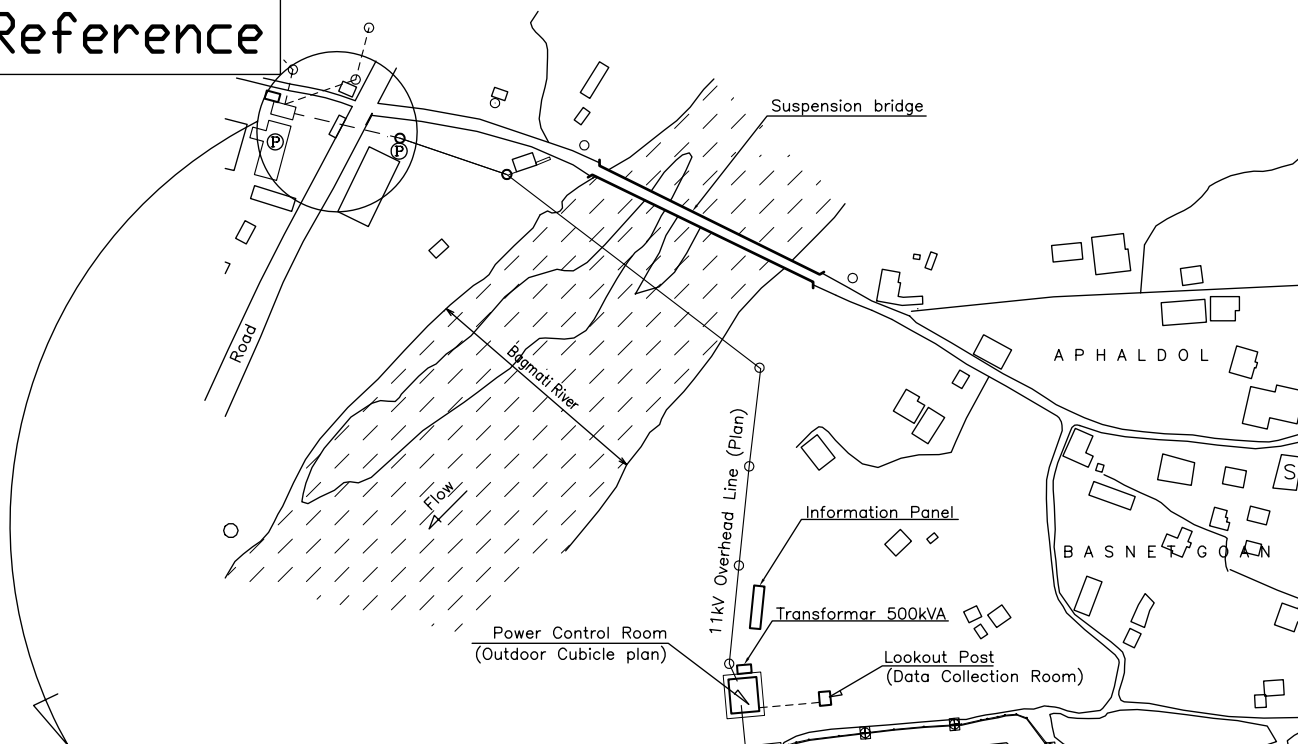 Reference
Suspension bridge
P
P
Road
Bagmati River
APHALDOL
Flow
11kV Overhead Line (Plan)
Information Panel
S
BASNETGOAN
Transformar 500kVA
Power Control Room
(Outdoor Cubicle plan)
Lookout Post
(Data Collection Room)